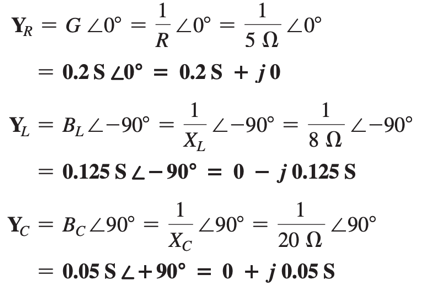 Y_R = G ∠0° = 1/R ∠0° = 1/(5 Ω) ∠0°
= 0.2 S ∠0° = 0.2 S + j 0
Y_L = B_L ∠−90° = 1/X_L ∠−90° = 1/(8 Ω) ∠−90°
= 0.125 S ∠−90° = 0 − j 0.125 S
Y_C = B_C ∠90° = 1/X_C ∠90° = 1/(20 Ω) ∠90°
= 0.05 S ∠+90° = 0 + j 0.05 S